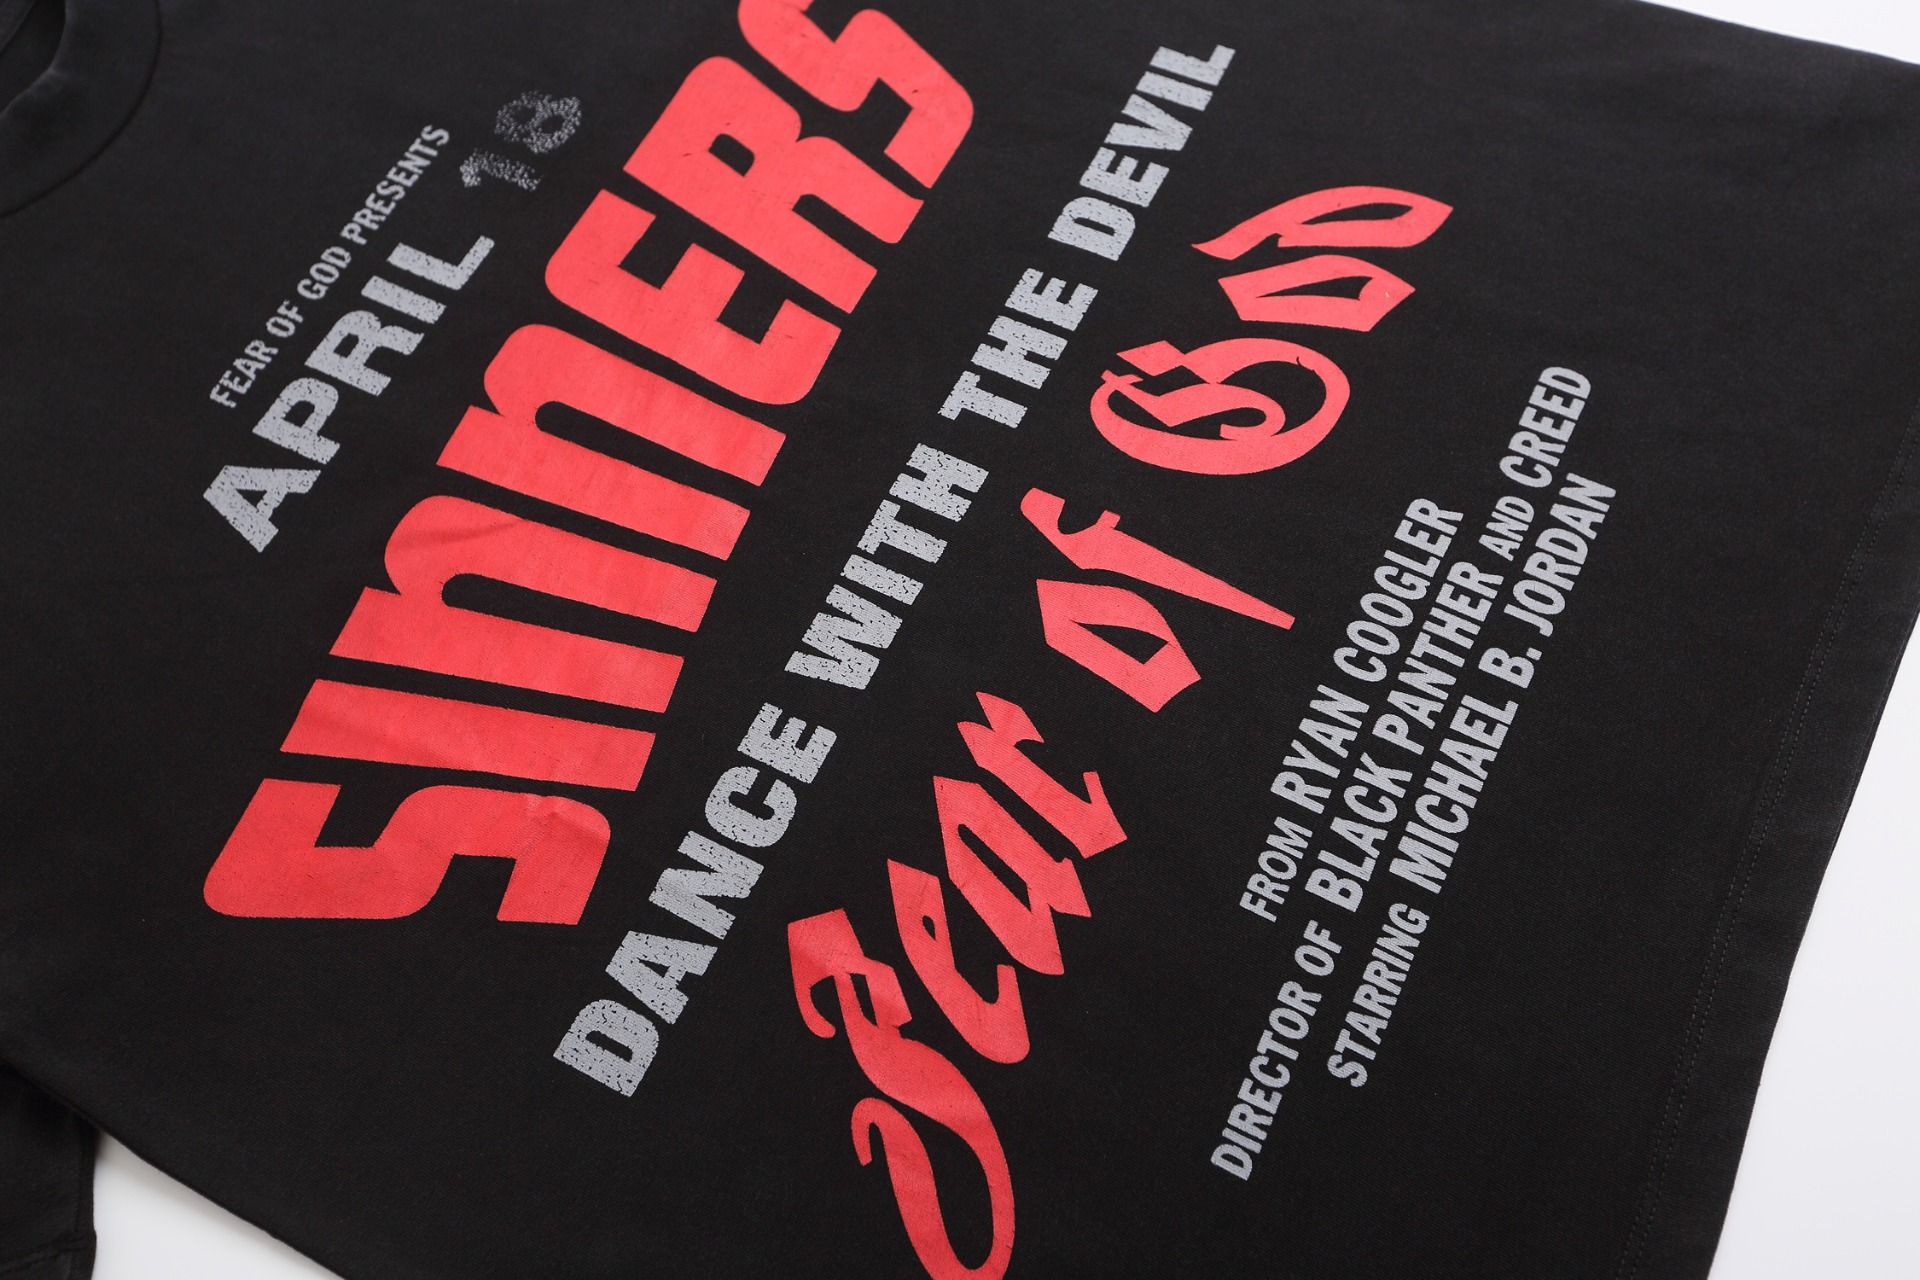 FEAR OF GOD PRESENTS
APRIL 18
SINNERS
DANCE WITH THE DEVIL
Fear of God
FROM RYAN COOGLER
DIRECTOR OF BLACK PANTHER AND CREED
STARRING MICHAEL B. JORDAN